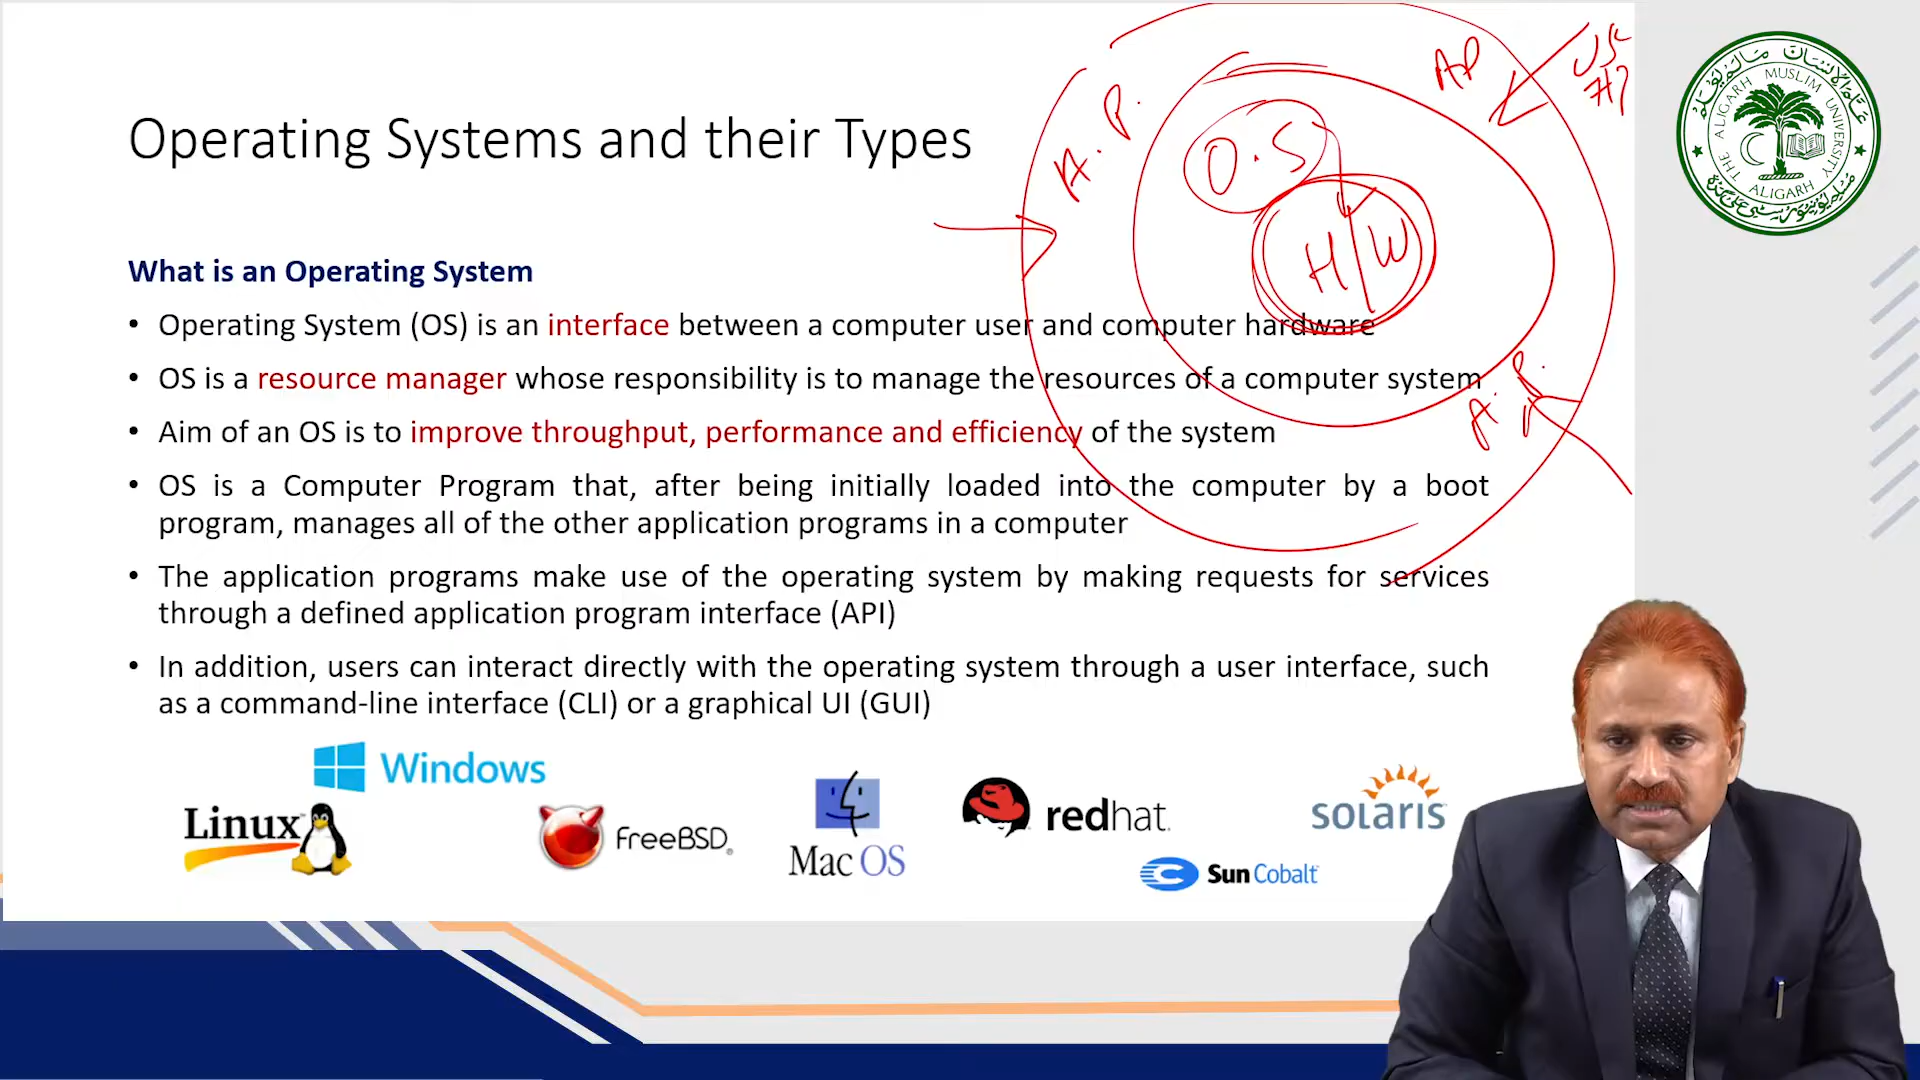 Operating Systems and their Types
What is an Operating System
• Operating System (OS) is an interface between a computer user and computer hardware
• OS is a resource manager whose responsibility is to manage the resources of a computer system
• Aim of an OS is to improve throughput, performance and efficiency of the system
• OS is a Computer Program that, after being initially loaded into the computer by a boot
program, manages all of the other application programs in a computer
• The application programs make use of the operating system by making requests for services
through a defined application program interface (API)
• In addition, users can interact directly with the operating system through a user interface, such
as a command-line interface (CLI) or a graphical UI (GUI)
Windows
Linux
FreeBSD
Mac OS
redhat
solaris
Sun Cobalt
A.P.
AP
O.S
H/W
A.P.
THE ALIGARH MUSLIM UNIVERSITY
ALIGARH